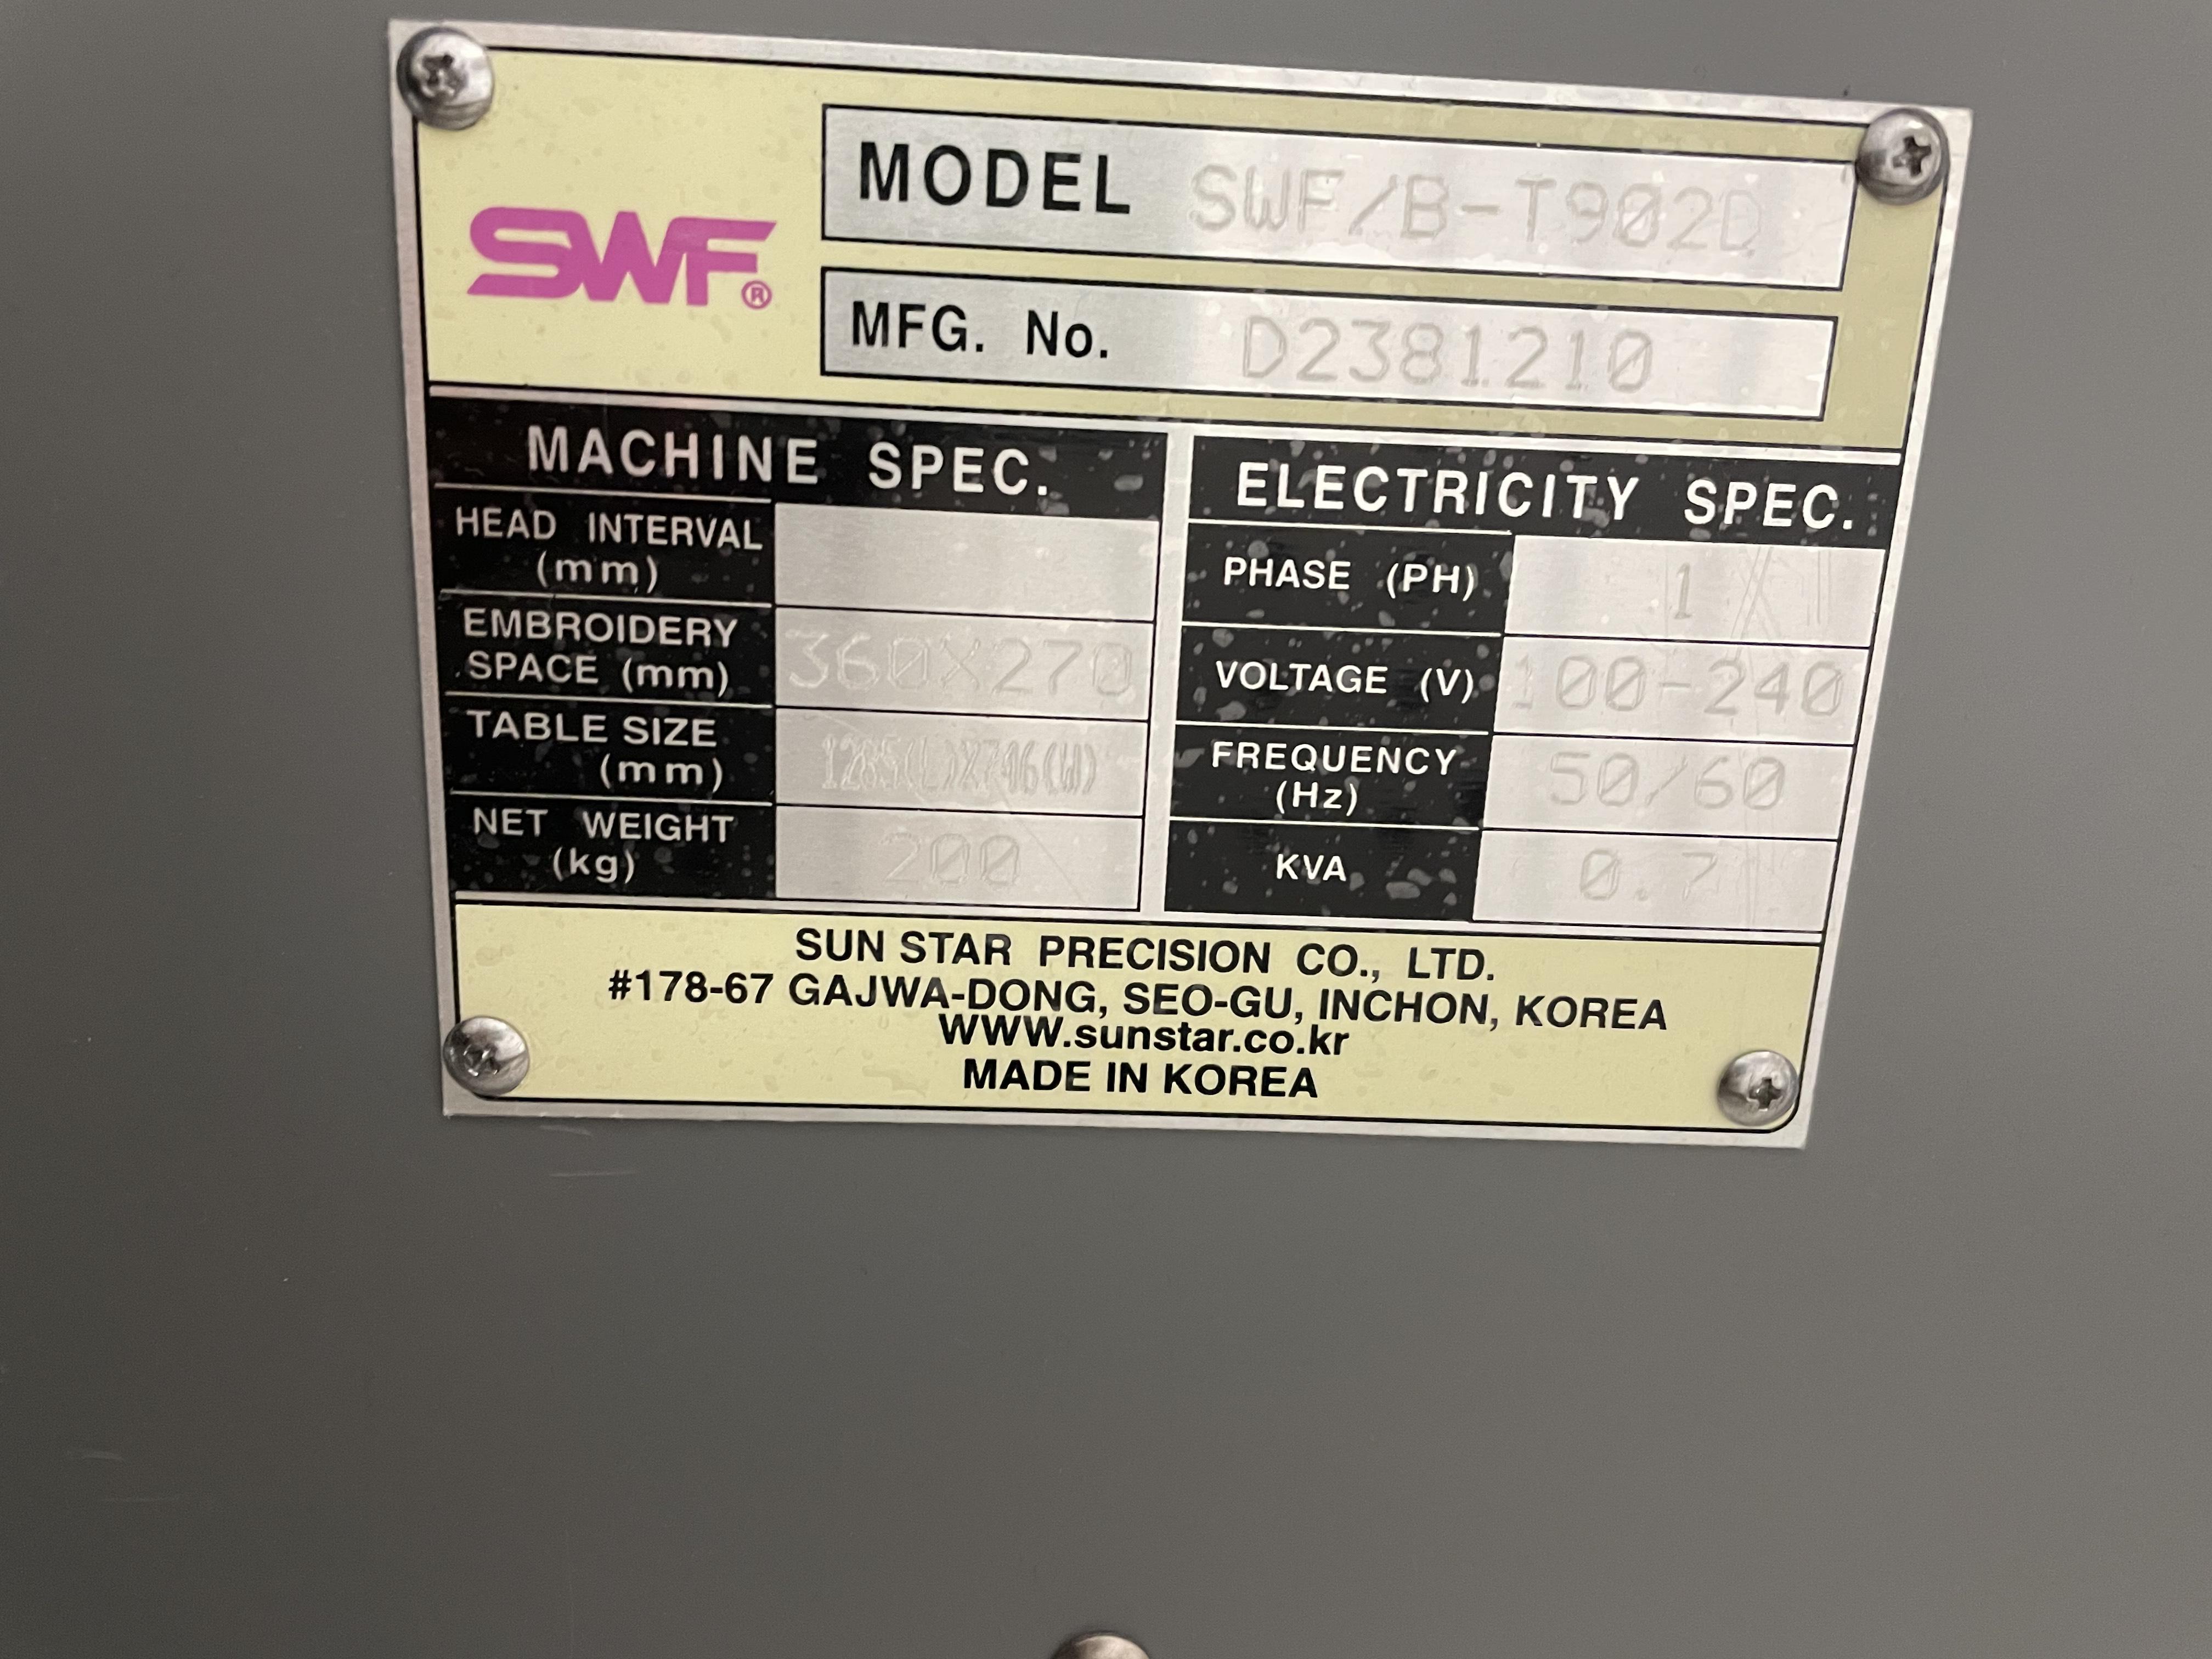 SWF®
MODEL SWF/B-T902D
MFG. No. D2381210
MACHINE SPEC.
HEAD INTERVAL
(mm)
EMBROIDERY
SPACE (mm) 360X270
TABLE SIZE
(mm) 1285(L)X746(W)
NET WEIGHT
(kg) 200
ELECTRICITY SPEC.
PHASE (PH) 1
VOLTAGE (V) 100-240
FREQUENCY
(Hz) 50/60
KVA 0.7
SUN STAR PRECISION CO., LTD.
#178-67 GAJWA-DONG, SEO-GU, INCHON, KOREA
WWW.sunstar.co.kr
MADE IN KOREA